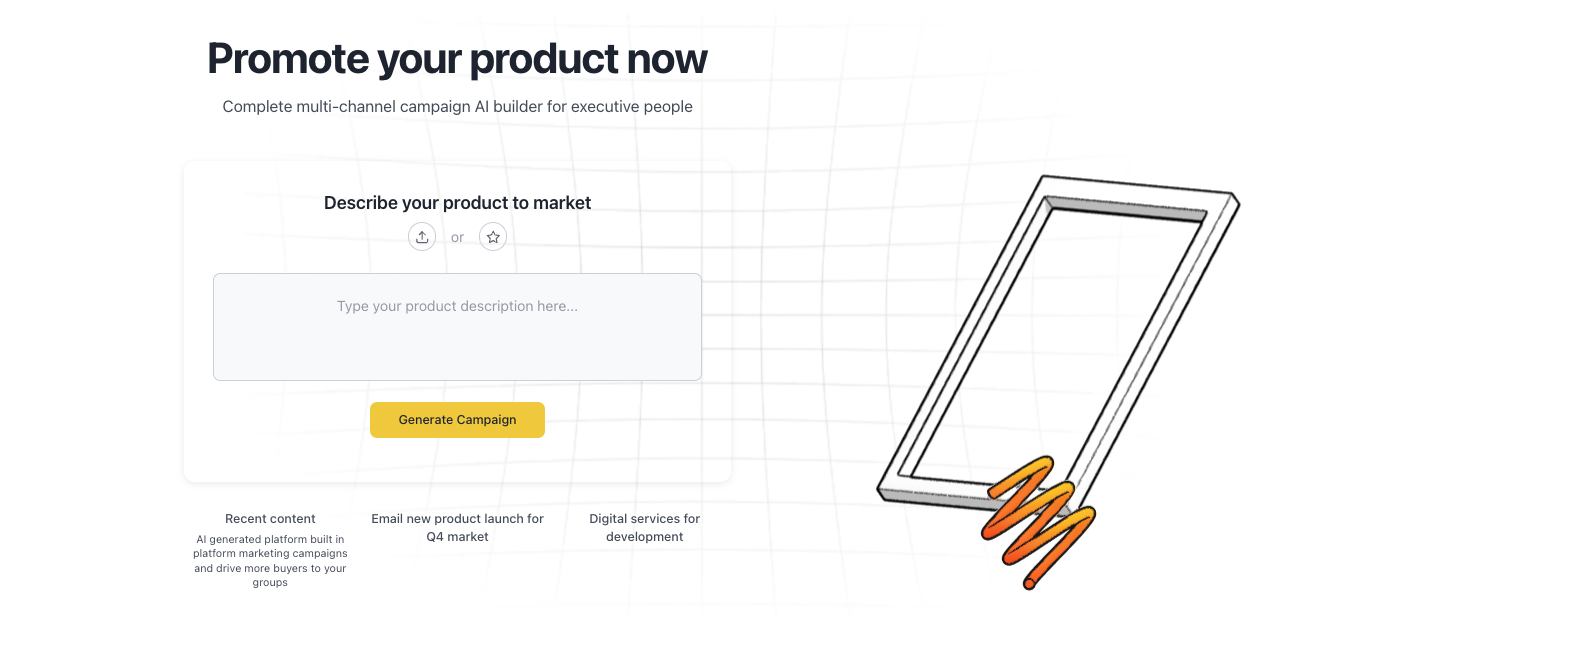 Promote your product now
Complete multi-channel campaign AI builder for executive people
Describe your product to market
or
Type your product description here...
Generate Campaign
Recent content
AI generated platform built in
platform marketing campaigns
and drive more buyers to your
groups
Email new product launch for
Q4 market
Digital services for
development